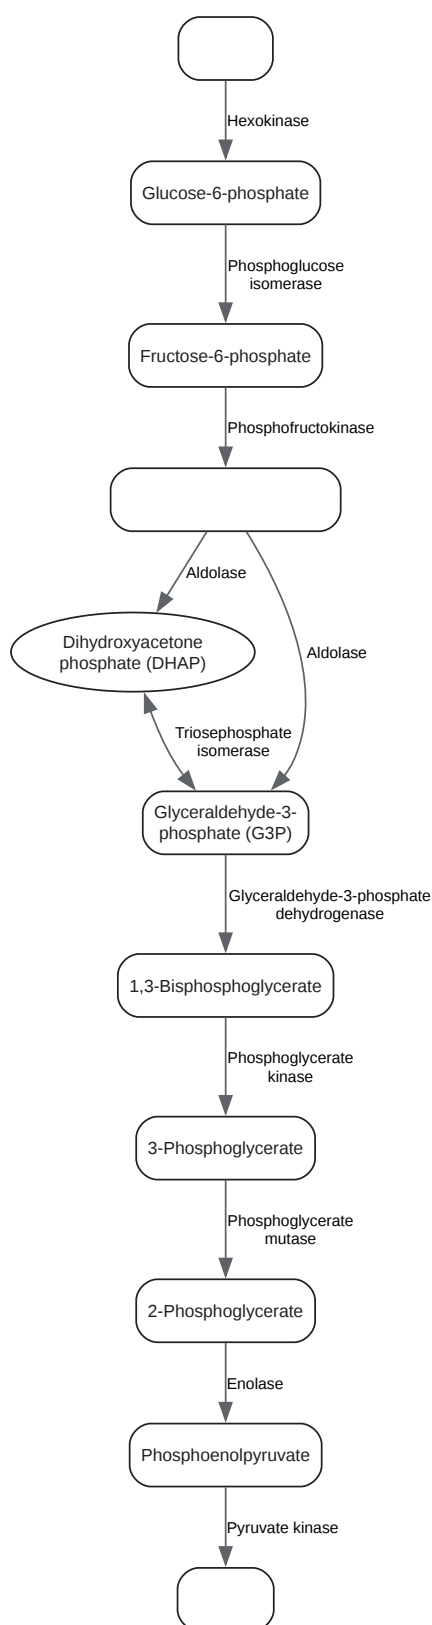 Hexokinase
Glucose-6-phosphate
Phosphoglucose
isomerase
Fructose-6-phosphate
Phosphofructokinase
Aldolase
Dihydroxyacetone
phosphate (DHAP)
Aldolase
Triosephosphate
isomerase
Glyceraldehyde-3-
phosphate (G3P)
Glyceraldehyde-3-phosphate
dehydrogenase
1,3-Bisphosphoglycerate
Phosphoglycerate
kinase
3-Phosphoglycerate
Phosphoglycerate
mutase
2-Phosphoglycerate
Enolase
Phosphoenolpyruvate
Pyruvate kinase